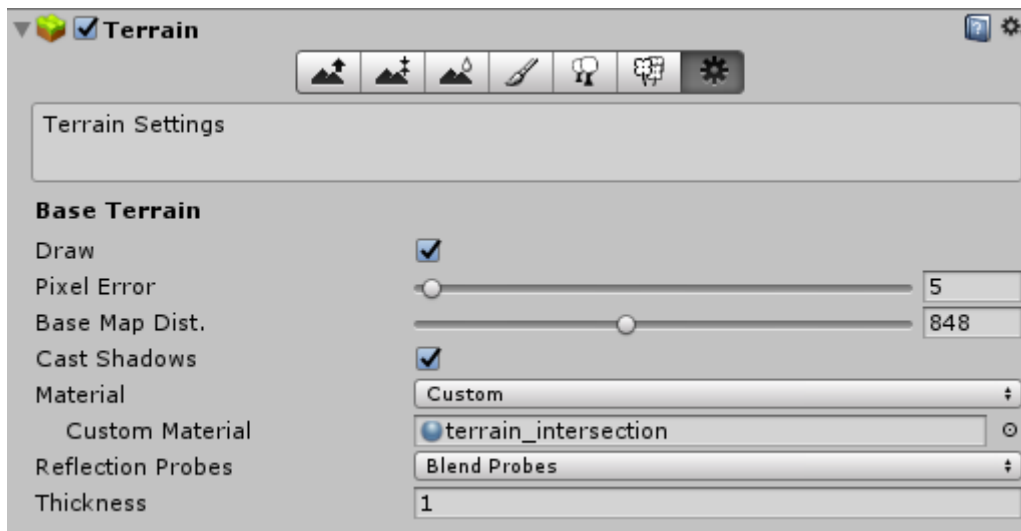 Terrain
Terrain Settings
Base Terrain
Draw
Pixel Error 5
Base Map Dist. 848
Cast Shadows
Material Custom
Custom Material terrain_intersection
Reflection Probes Blend Probes
Thickness 1